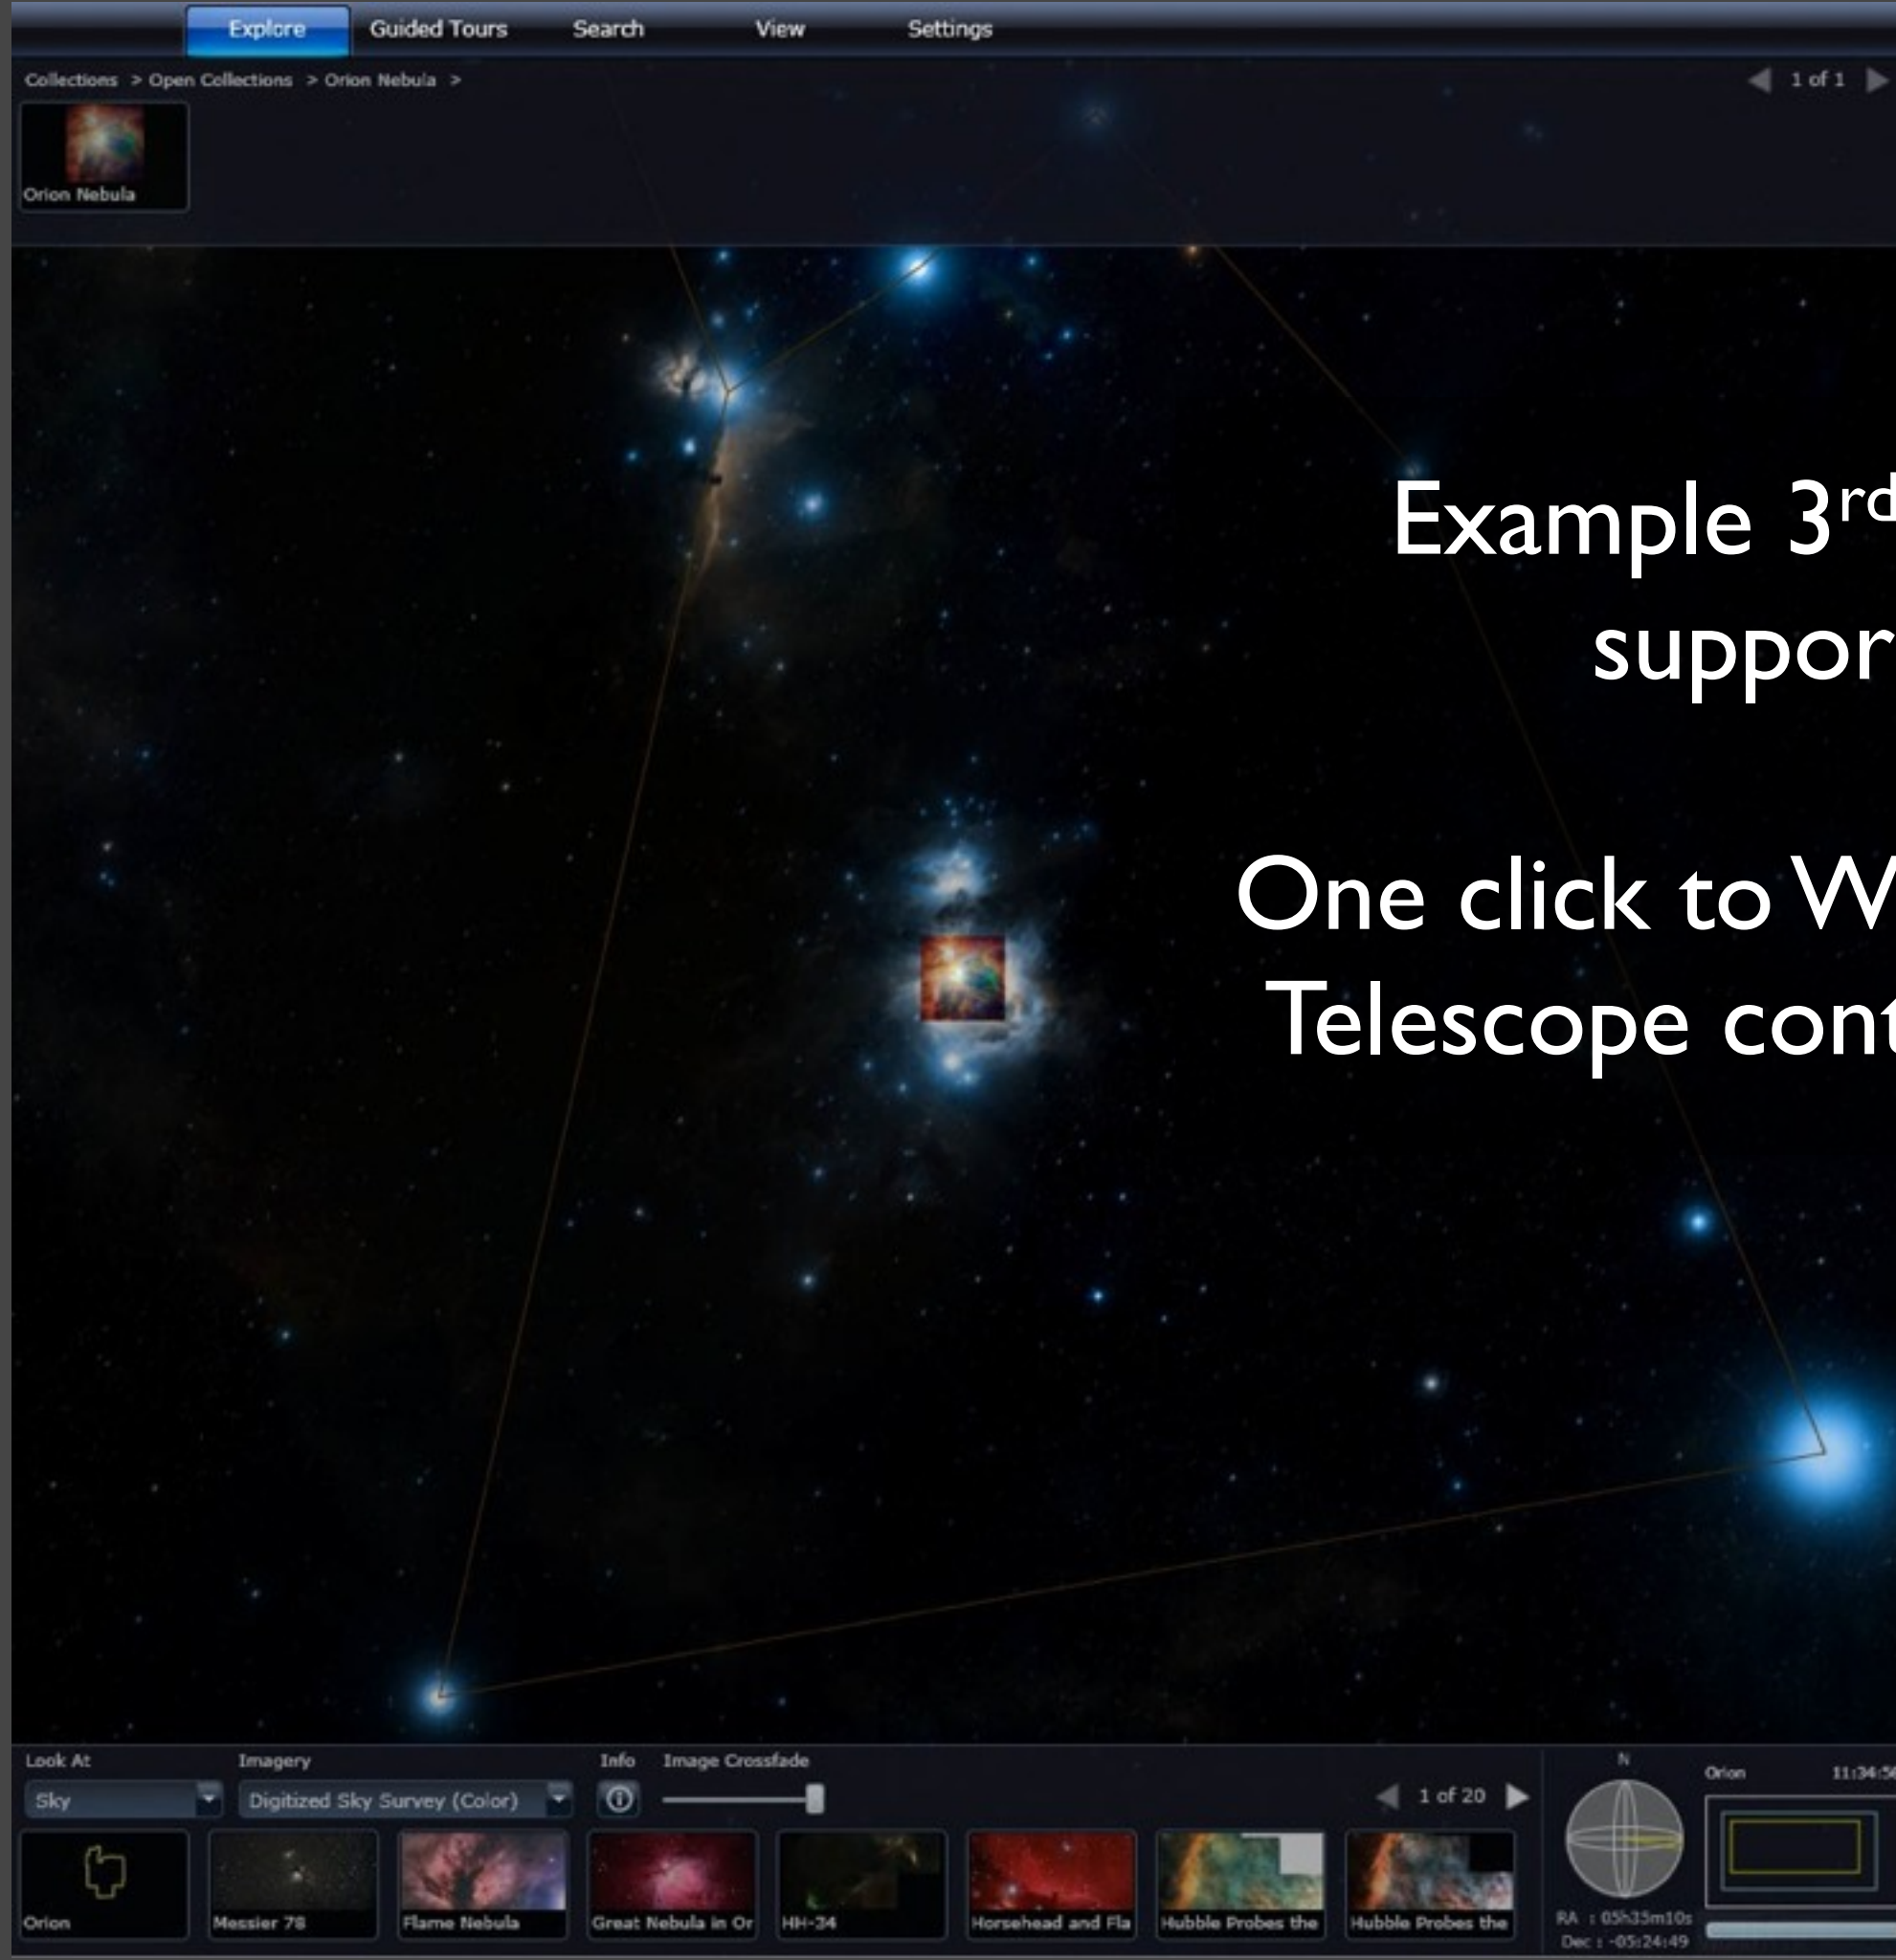 Explore Guided Tours Search View Settings
Collections > Open Collections > Orion Nebula >
1 of 1
Orion Nebula
Example 3rd
suppor
One click to W
Telescope cont
Look At Imagery Info Image Crossfade
Sky Digitized Sky Survey (Color)
1 of 20
N
Orion 11:34:56
Orion Messier 78 Flame Nebula Great Nebula in Or HH-34 Horsehead and Fla Hubble Probes the Hubble Probes the
RA : 05h35m10s
Dec : -05:24:49